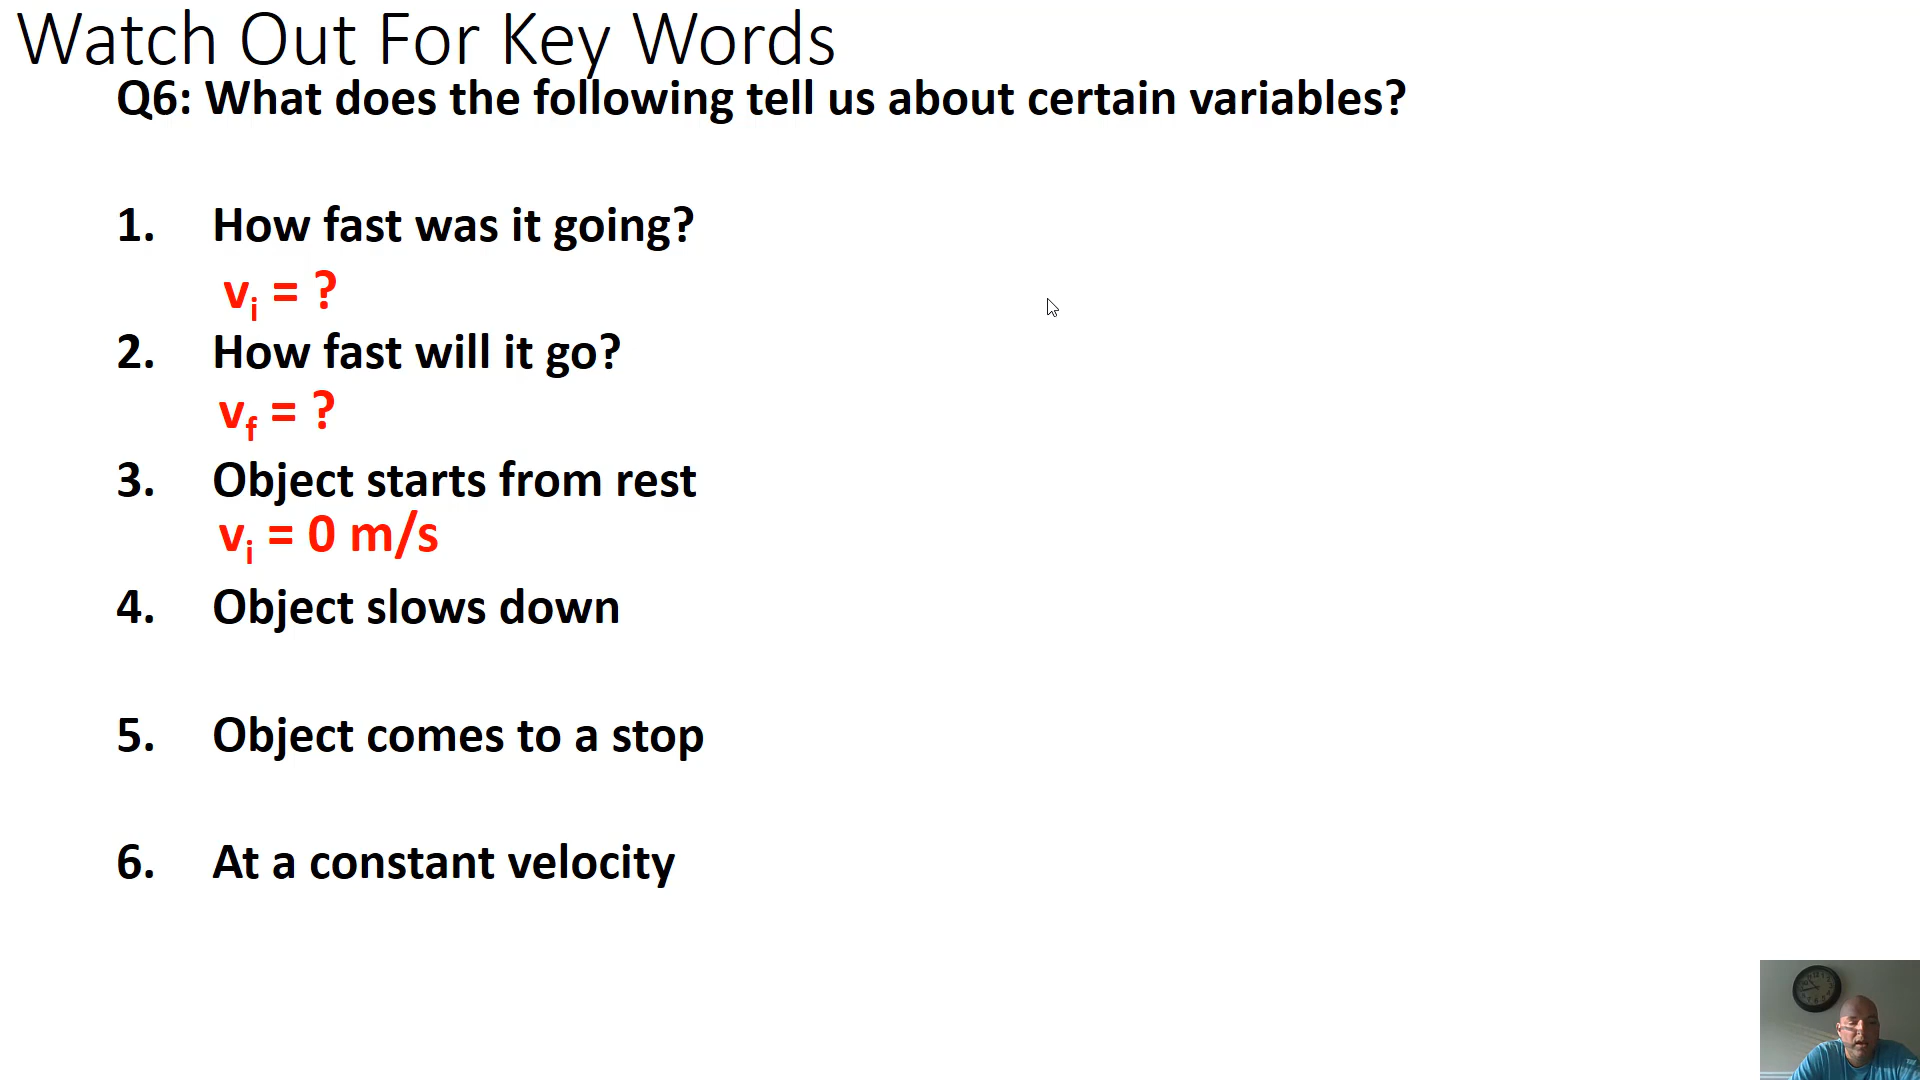 Watch Out For Key Words
Q6: What does the following tell us about certain variables?
1. How fast was it going?
vi = ?
2. How fast will it go?
vf = ?
3. Object starts from rest
vi = 0 m/s
4. Object slows down
5. Object comes to a stop
6. At a constant velocity